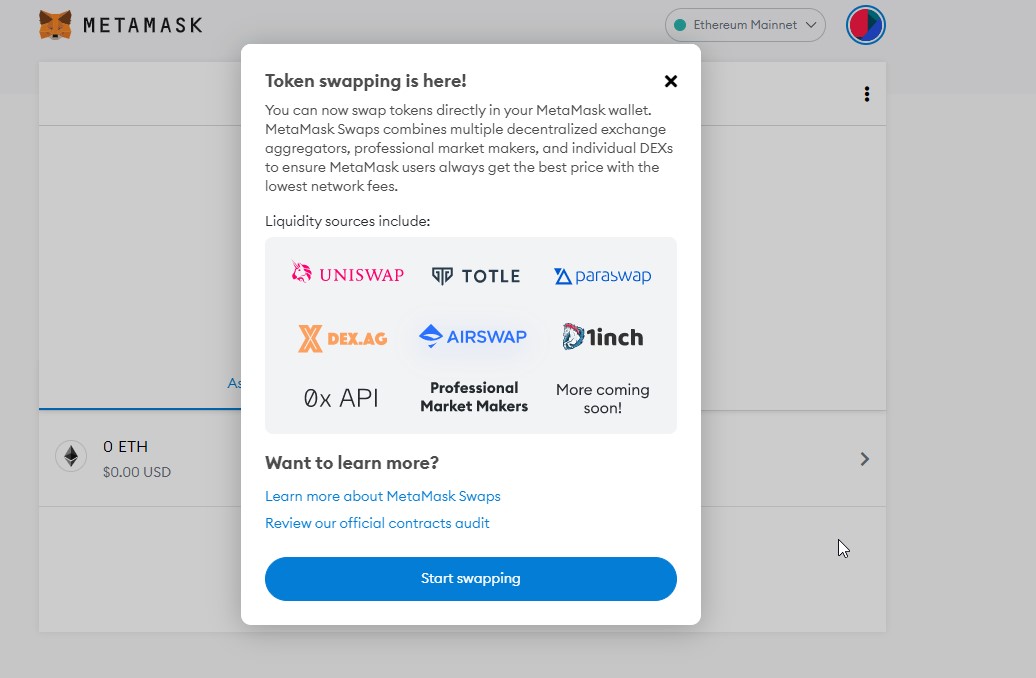 METAMASK
Ethereum Mainnet
Token swapping is here!
You can now swap tokens directly in your MetaMask wallet.
MetaMask Swaps combines multiple decentralized exchange
aggregators, professional market makers, and individual DEXs
to ensure MetaMask users always get the best price with the
lowest network fees.
Liquidity sources include:
UNISWAP
TOTLE
paraswap
DEX.AG
AIRSWAP
1inch
0x API
Professional
Market Makers
More coming
soon!
As
0 ETH
$0.00 USD
Want to learn more?
Learn more about MetaMask Swaps
Review our official contracts audit
Start swapping